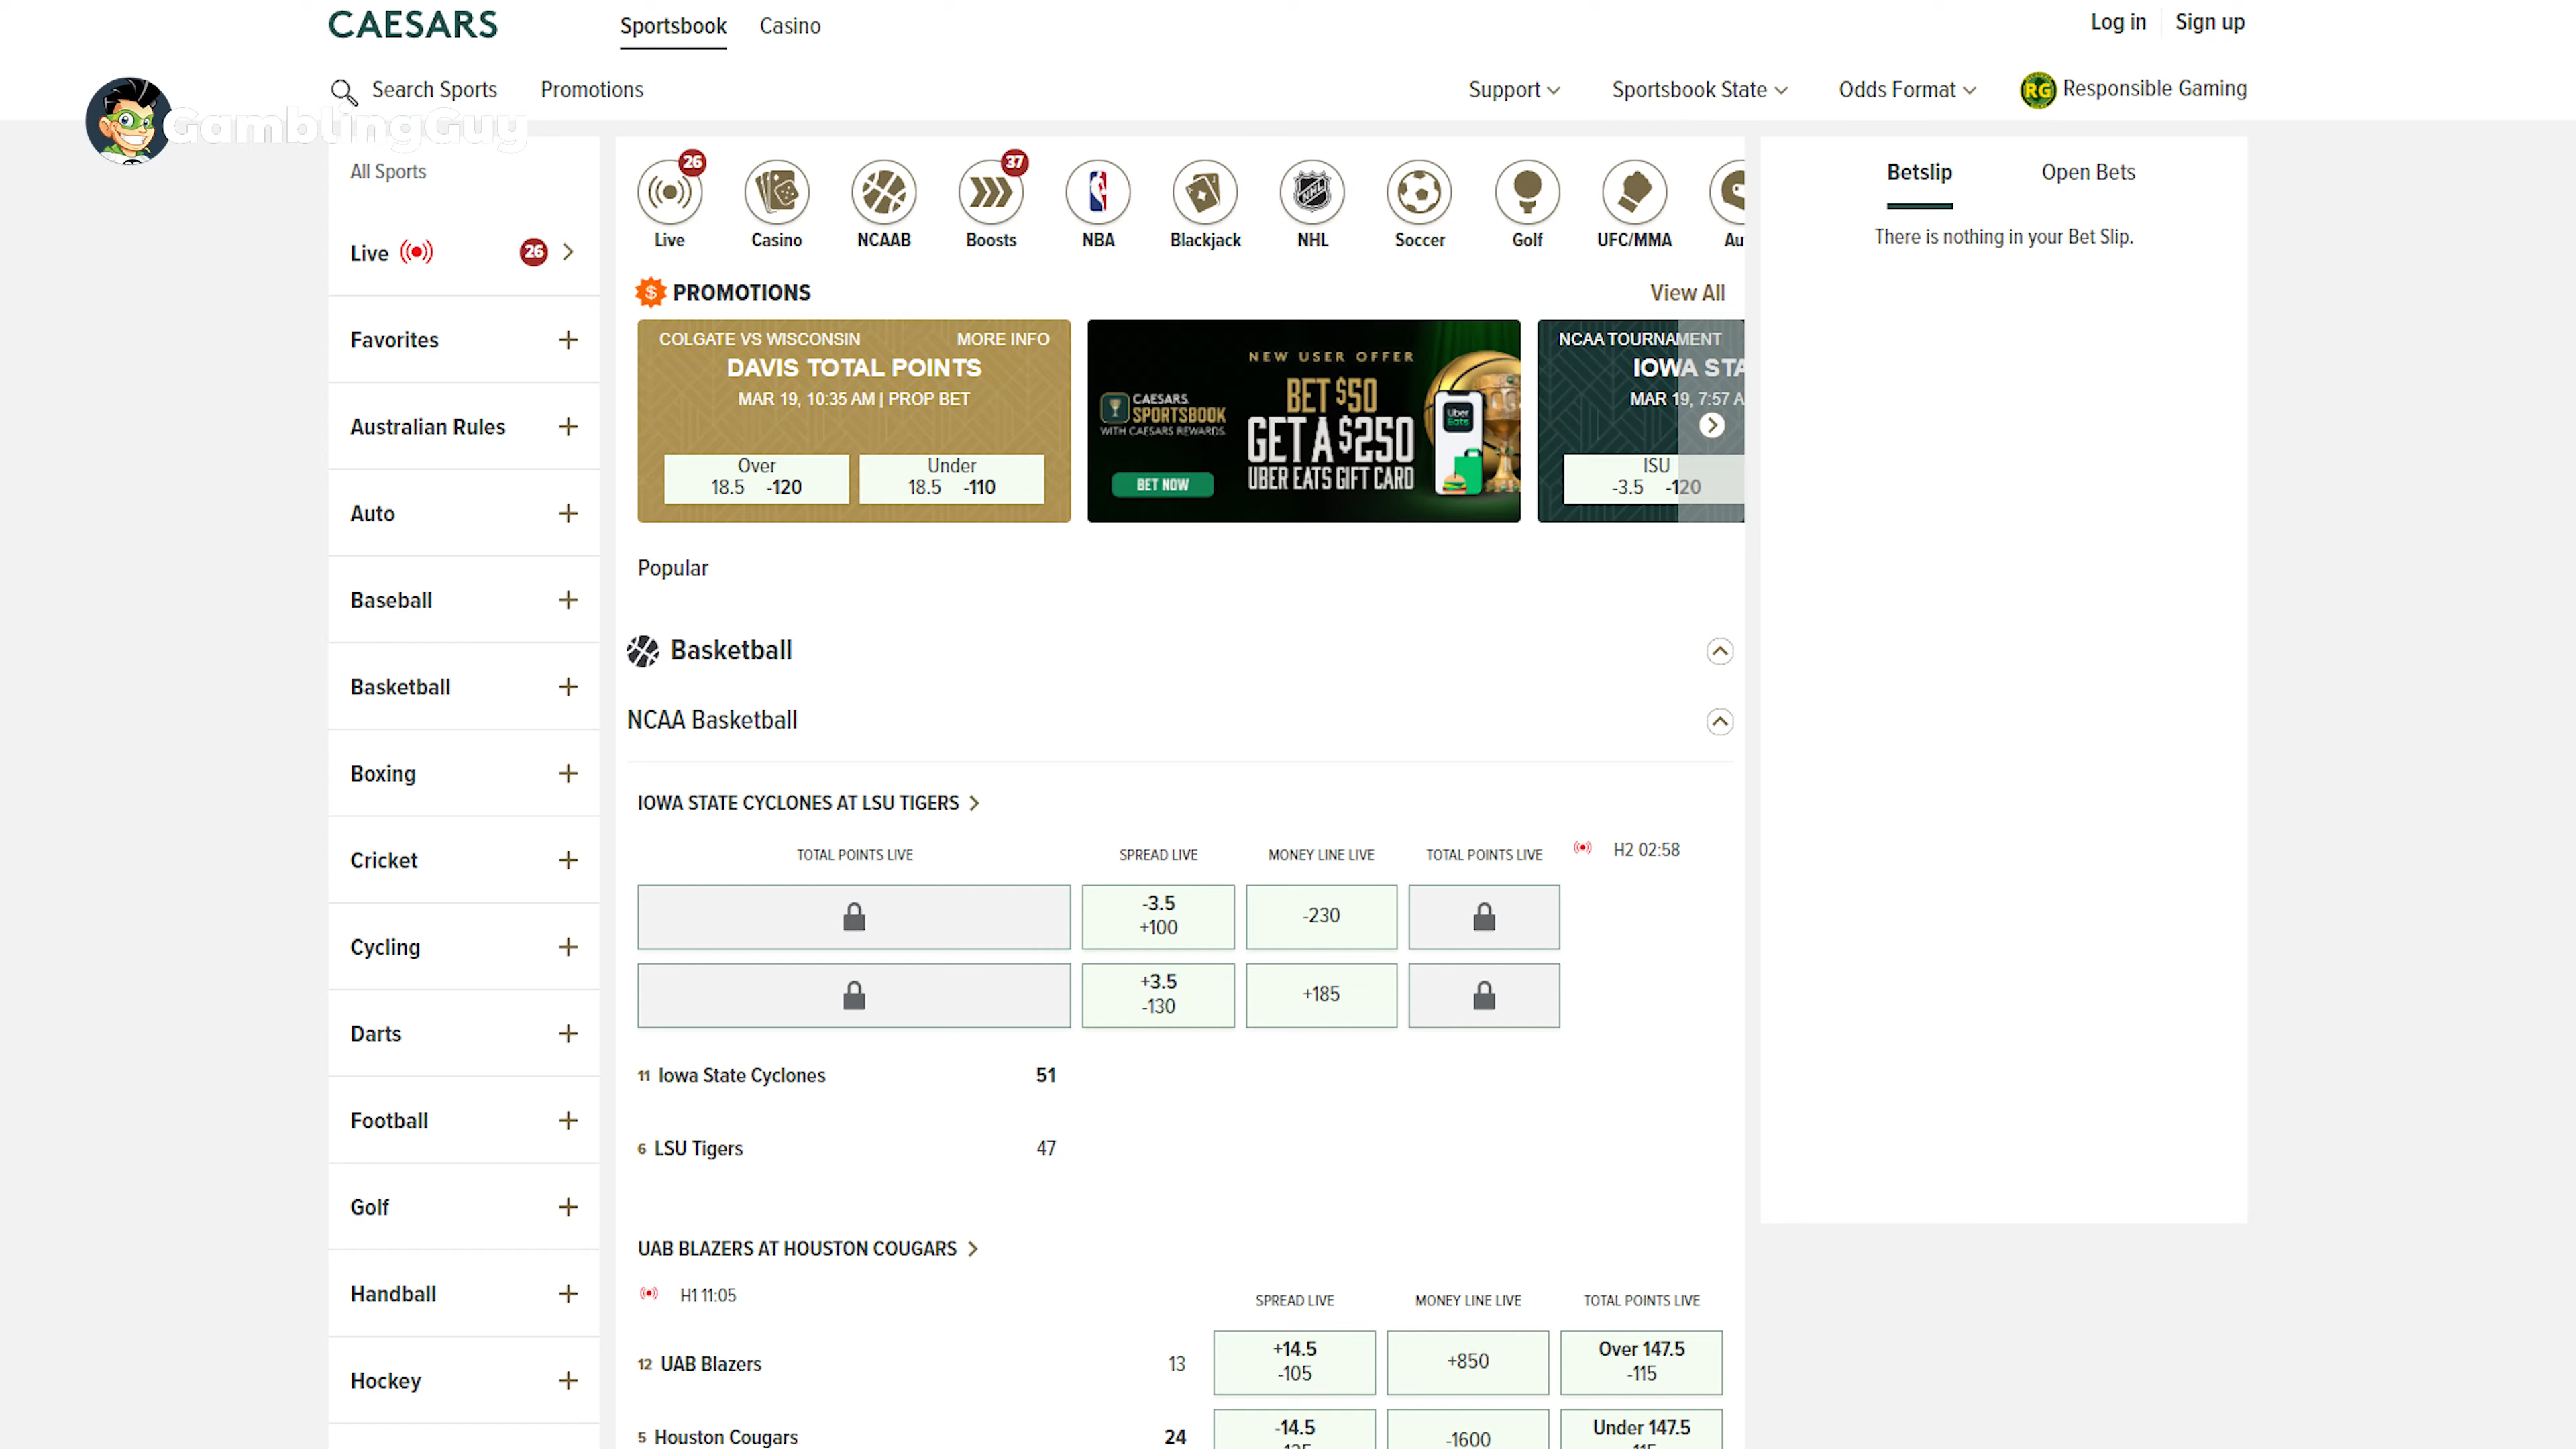 CAESARS
Sportsbook
Casino
Log in
Sign up
Search Sports
Promotions
Support
Sportsbook State
Odds Format
RG
Responsible Gaming
GamblingGuy
All Sports
Live
26
Favorites
Australian Rules
Auto
Baseball
Basketball
Boxing
Cricket
Cycling
Darts
Football
Golf
Handball
Hockey
26
Live
Casino
NCAAB
37
Boosts
NBA
Blackjack
NHL
NHL
Soccer
Golf
UFC/MMA
Au
$ PROMOTIONS
View All
COLGATE VS WISCONSIN
MORE INFO
DAVIS TOTAL POINTS
MAR 19, 10:35 AM | PROP BET
Over
18.5 -120
Under
18.5 -110
CAESARS
SPORTSBOOK
WITH CAESARS REWARDS
BET NOW
NEW USER OFFER
BET $50
GET A $250
UBER EATS GIFT CARD
Uber
Eats
NCAA TOURNAMENT
IOWA STA
MAR 19, 7:57 A
ISU
-3.5 -120
Popular
Basketball
NCAA Basketball
IOWA STATE CYCLONES AT LSU TIGERS
TOTAL POINTS LIVE
SPREAD LIVE
MONEY LINE LIVE
TOTAL POINTS LIVE
H2 02:58
-3.5
+100
-230
+3.5
-130
+185
11 Iowa State Cyclones 51
6 LSU Tigers 47
UAB BLAZERS AT HOUSTON COUGARS
H1 11:05
SPREAD LIVE
MONEY LINE LIVE
TOTAL POINTS LIVE
12 UAB Blazers 13
+14.5
-105
+850
Over 147.5
-115
5 Houston Cougars 24
-14.5
-1600
Under 147.5
Betslip
Open Bets
There is nothing in your Bet Slip.